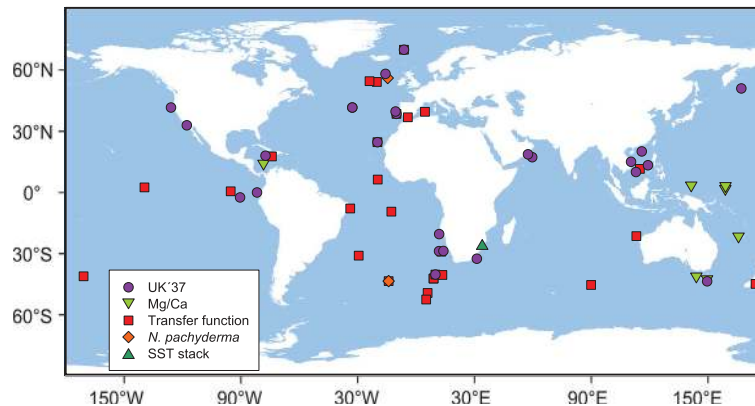 60°N
30°N
0°
30°S
60°S
UK´37
Mg/Ca
Transfer function
N. pachyderma
SST stack
150°W
90°W
30°W
30°E
90°E
150°E